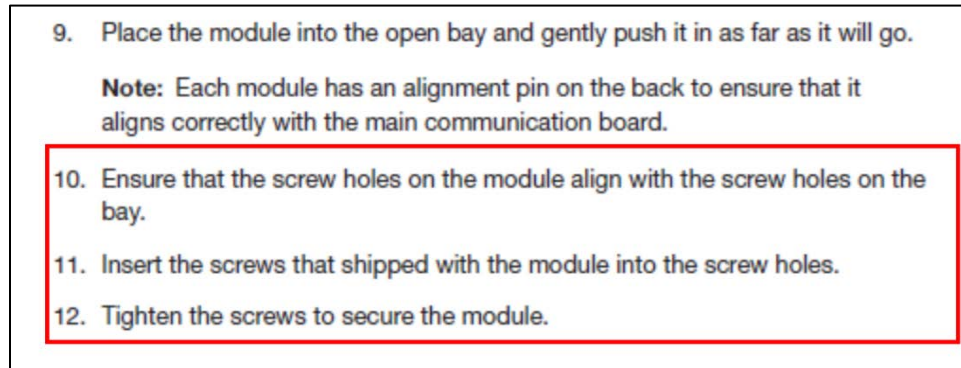 9. Place the module into the open bay and gently push it in as far as it will go.
Note: Each module has an alignment pin on the back to ensure that it
aligns correctly with the main communication board.
10. Ensure that the screw holes on the module align with the screw holes on the
bay.
11. Insert the screws that shipped with the module into the screw holes.
12. Tighten the screws to secure the module.